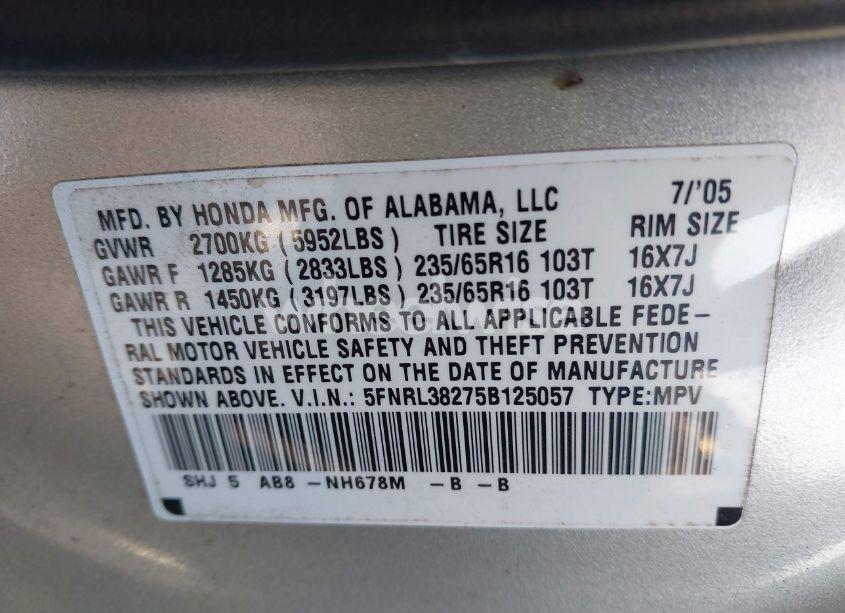 MFD. BY HONDA MFG. OF ALABAMA, LLC 7/'05
GVWR 2700KG (5952LBS) TIRE SIZE RIM SIZE
GAWR F 1285KG (2833LBS) 235/65R16 103T 16X7J
GAWR R 1450KG (3197LBS) 235/65R16 103T 16X7J
THIS VEHICLE CONFORMS TO ALL APPLICABLE FEDE-
RAL MOTOR VEHICLE SAFETY AND THEFT PREVENTION
STANDARDS IN EFFECT ON THE DATE OF MANUFACTURE
SHOWN ABOVE. V.I.N.: 5FNRL38275B125057 TYPE:MPV
SHJ 5 AB8 -NH678M -B -B